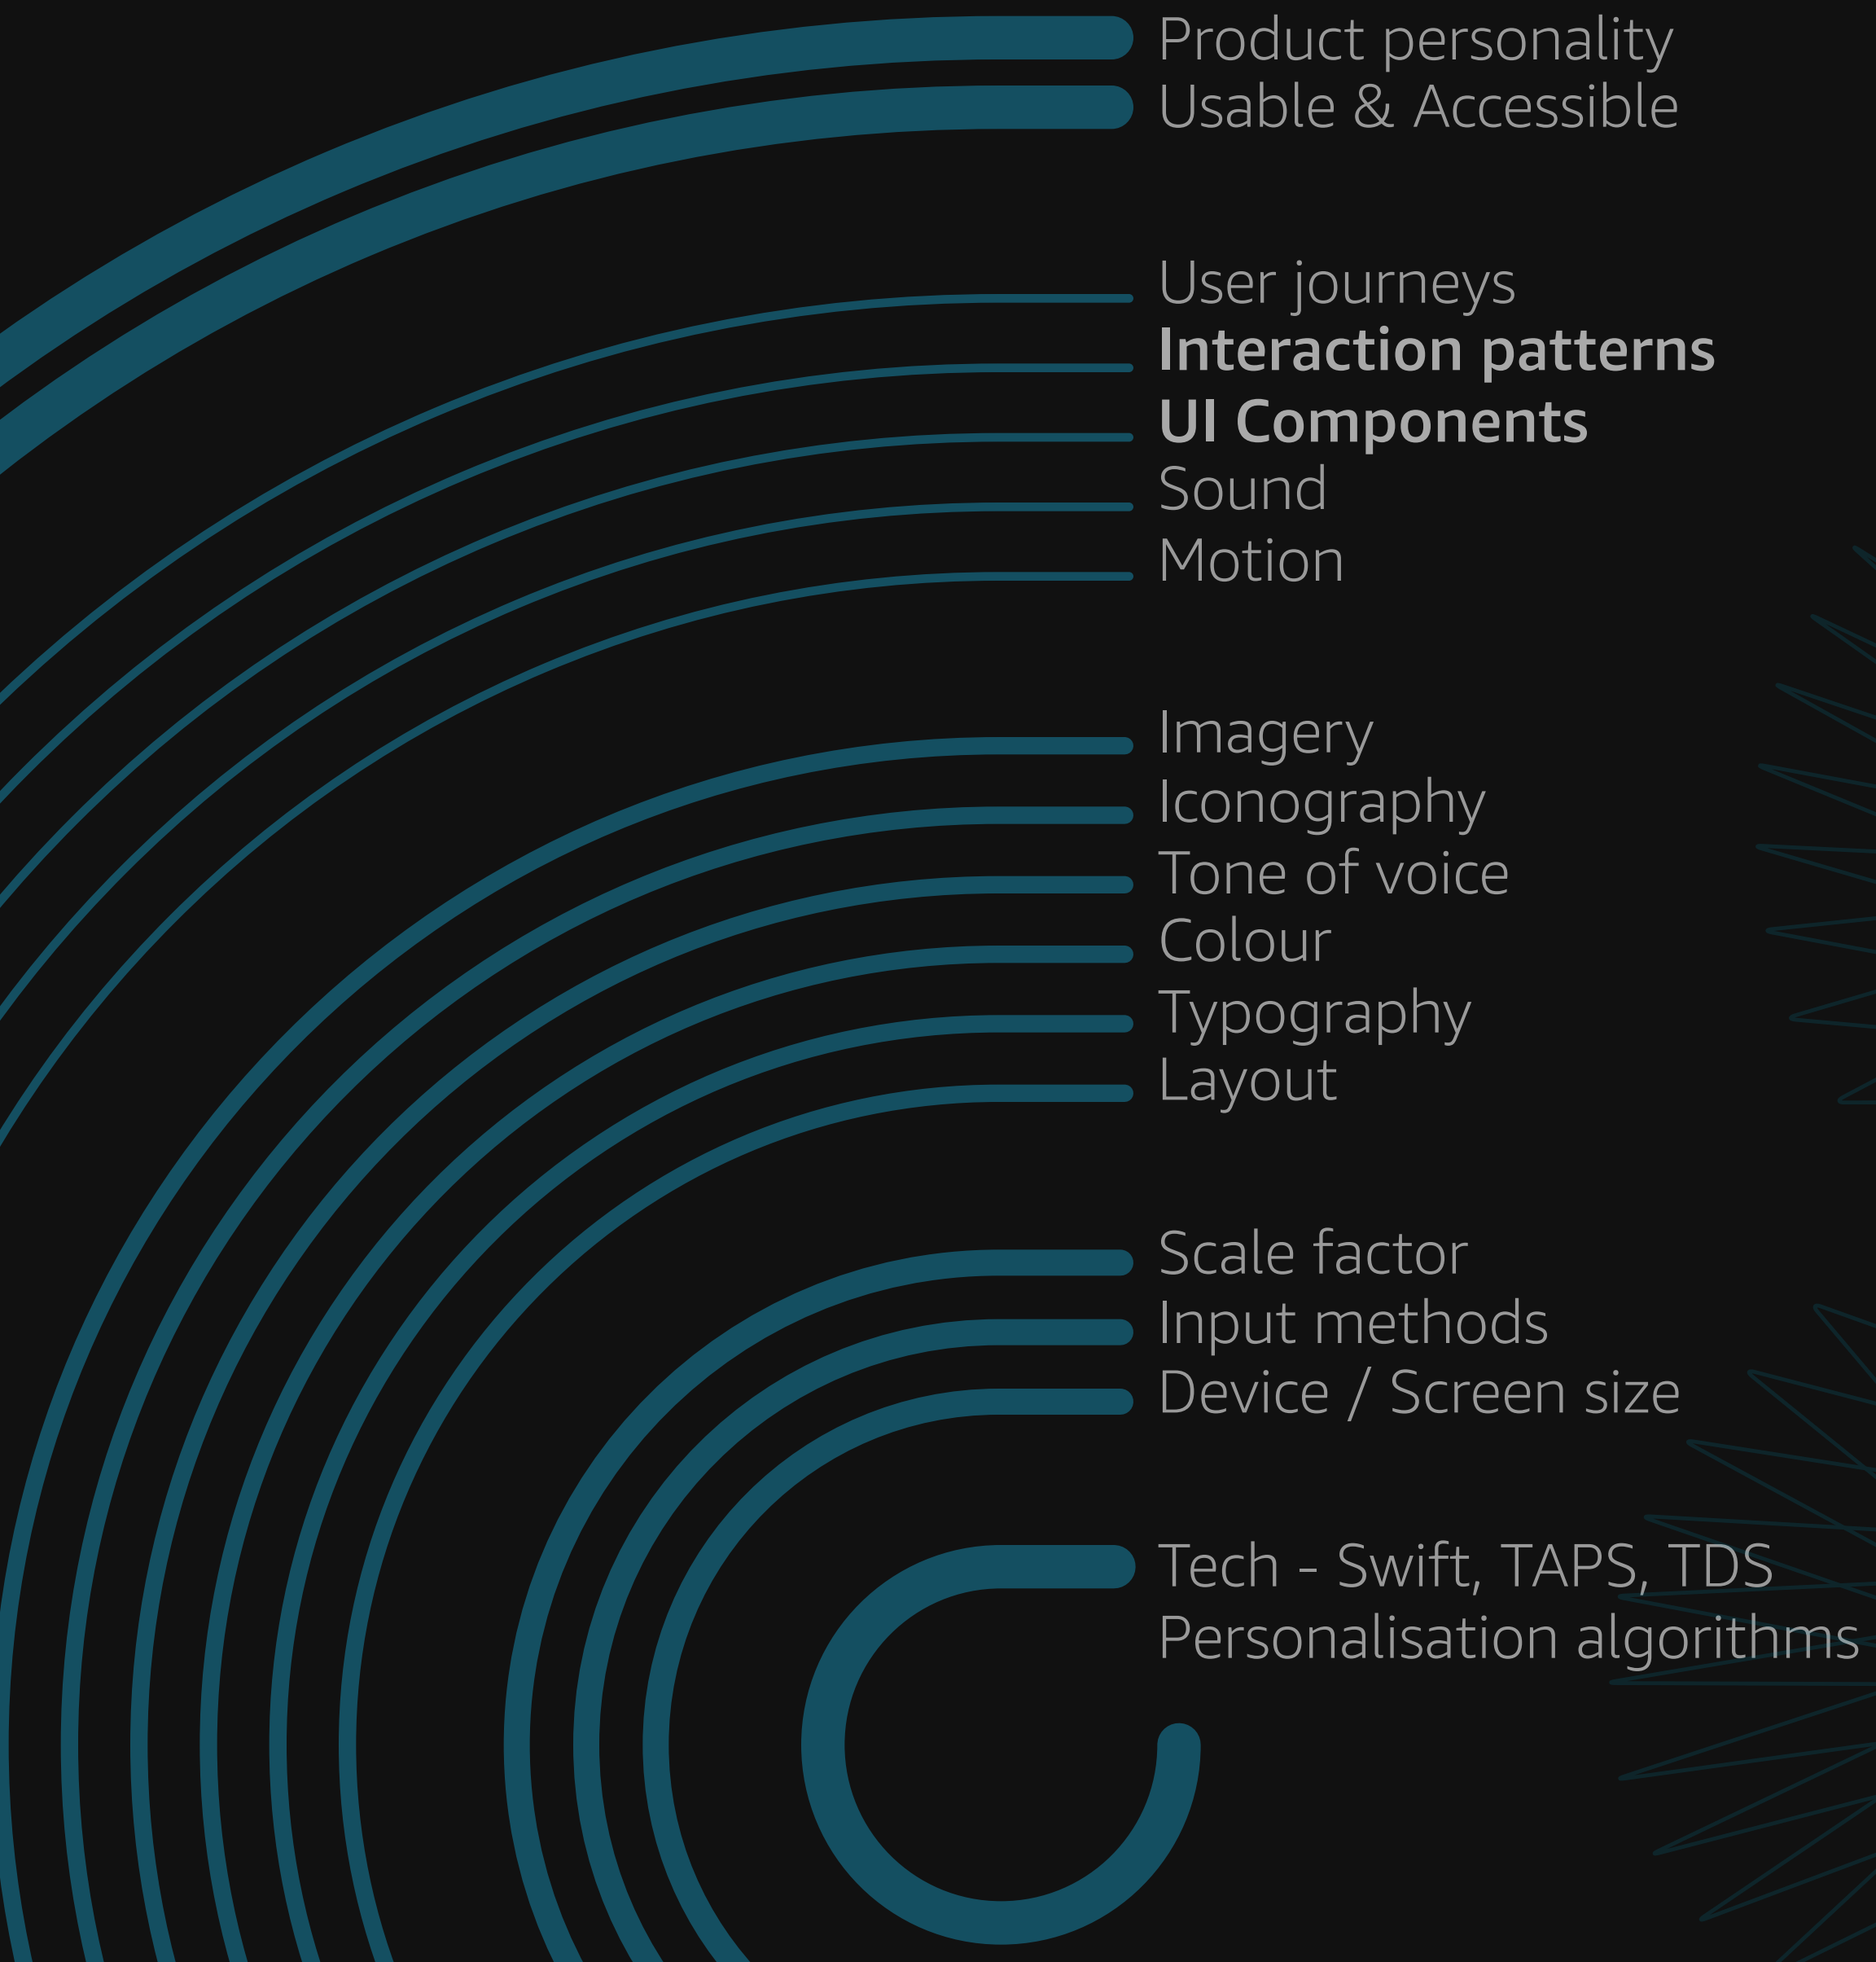 Product personality
Usable & Accessible
User journeys
Interaction patterns
UI Components
Sound
Motion
Imagery
Iconography
Tone of voice
Colour
Typography
Layout
Scale factor
Input methods
Device / Screen size
Tech - Swift, TAPS, TDS
Personalisation algorithms